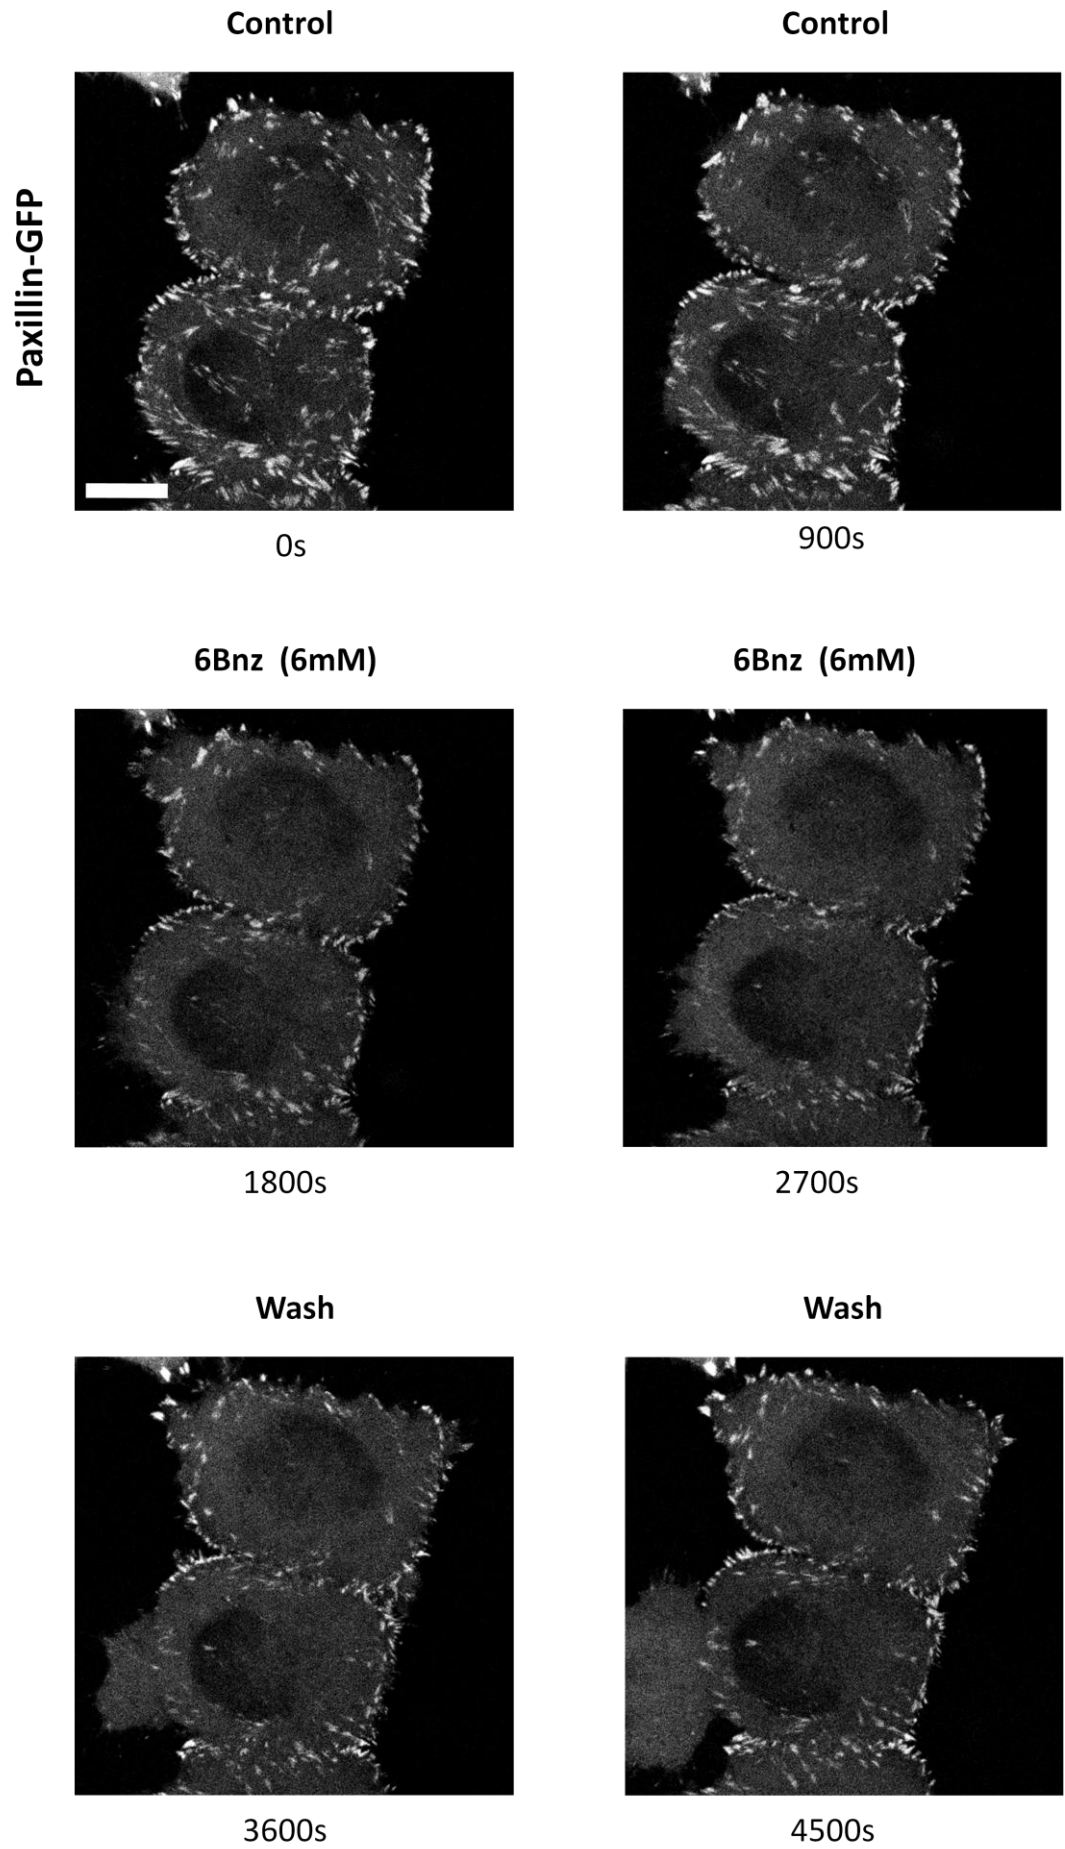 Control
Control
Paxillin-GFP
0s
900s
6Bnz (6mM)
6Bnz (6mM)
1800s
2700s
Wash
Wash
3600s
4500s